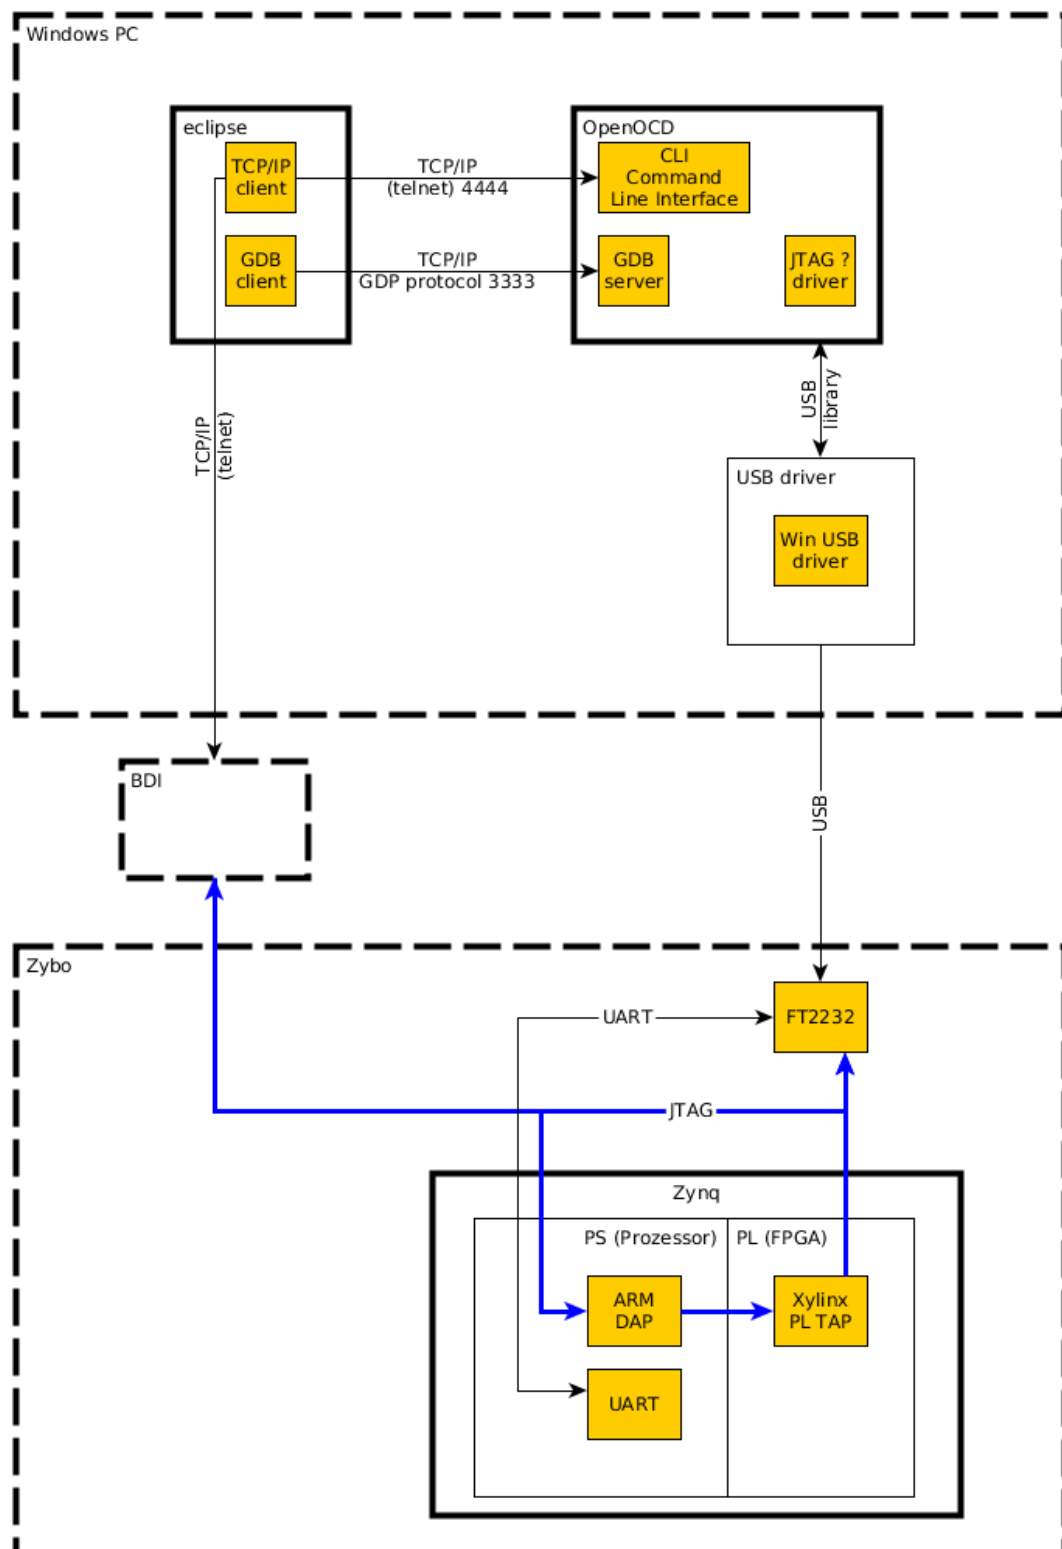 Windows PC
eclipse
TCP/IP
client
TCP/IP
(telnet) 4444
OpenOCD
CLI
Command
Line Interface
GDB
client
TCP/IP
GDP protocol 3333
GDB
server
JTAG ?
driver
USB
library
TCP/IP
(telnet)
USB driver
Win USB
driver
BDI
USB
Zybo
UART
FT2232
JTAG
Zynq
PS (Prozessor)
PL (FPGA)
ARM
DAP
Xylinx
PL TAP
UART